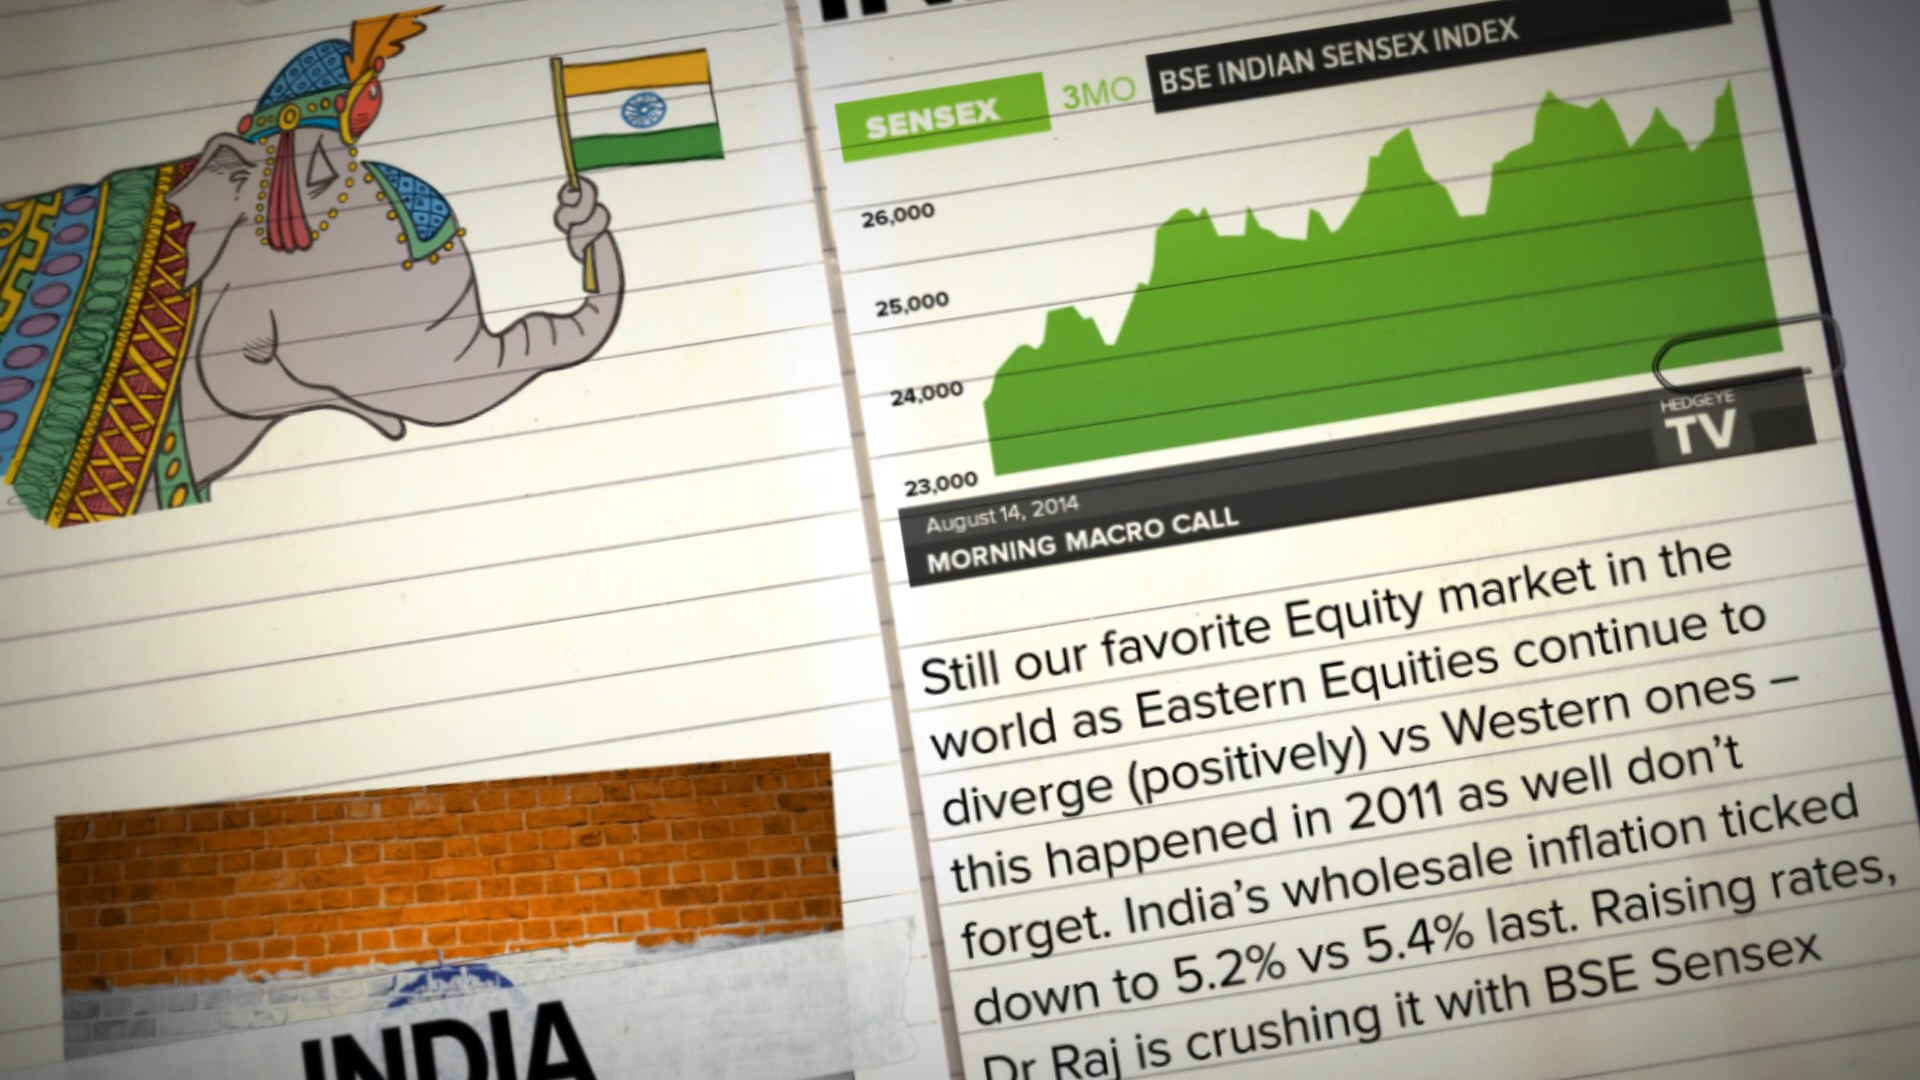 SENSEX 3MO BSE INDIAN SENSEX INDEX
26,000
25,000
24,000
23,000
HEDGEYE
TV
August 14, 2014
MORNING MACRO CALL
Still our favorite Equity market in the
world as Eastern Equities continue to
diverge (positively) vs Western ones –
this happened in 2011 as well don’t
forget. India’s wholesale inflation ticked
down to 5.2% vs 5.4% last. Raising rates,
Dr Raj is crushing it with BSE Sensex
INDIA